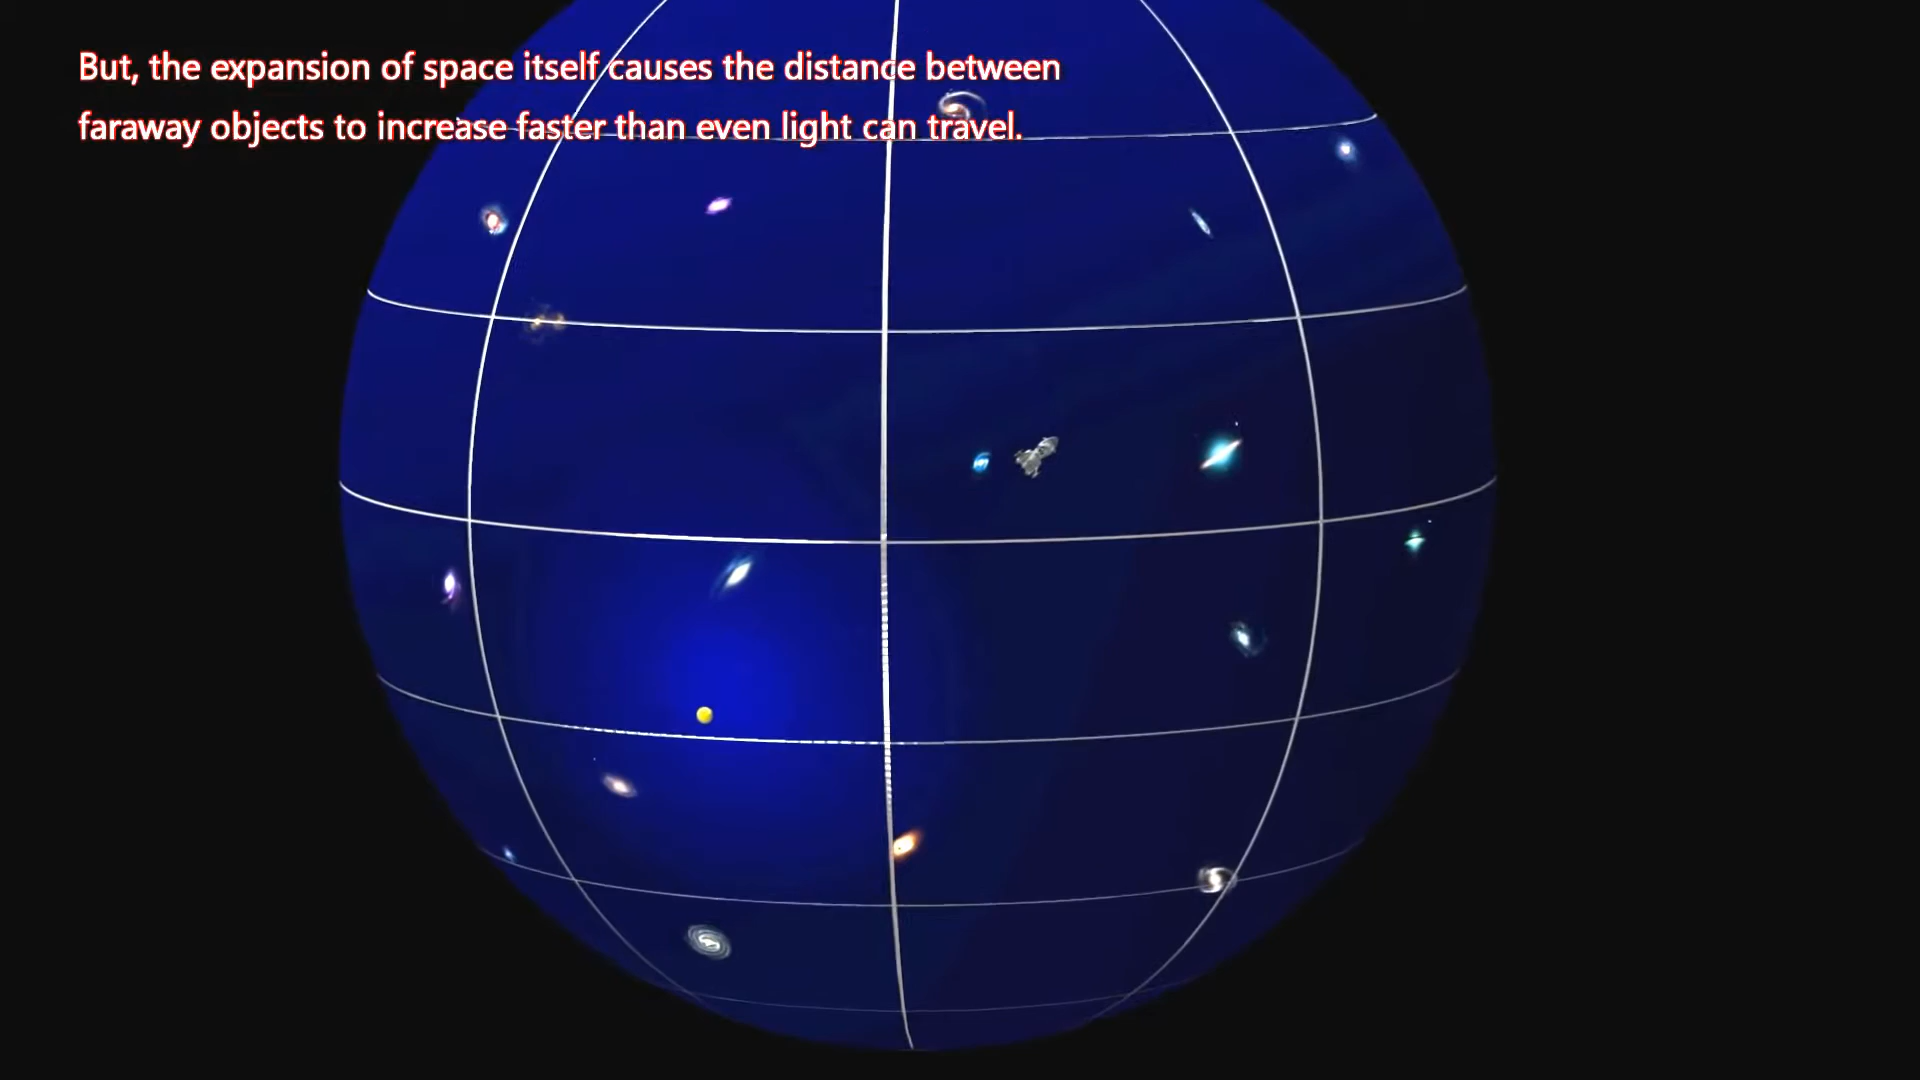 But, the expansion of space itself causes the distance between
faraway objects to increase faster than even light can travel.